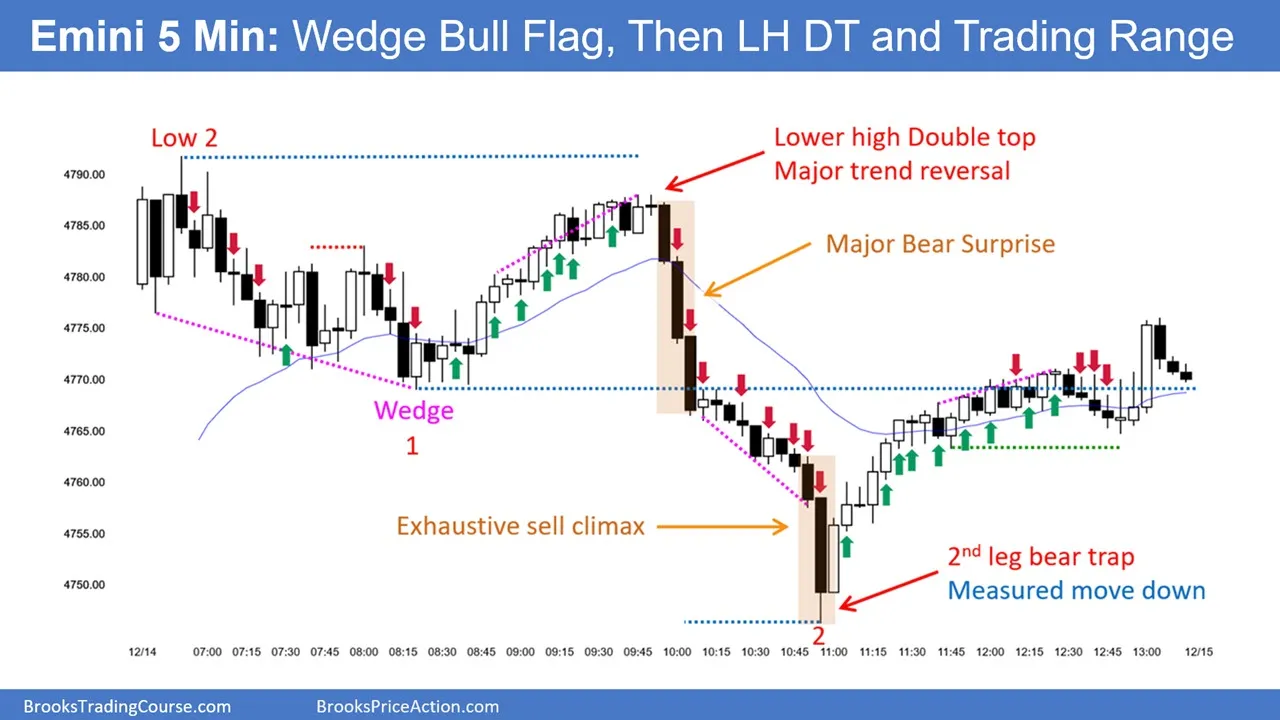 Emini 5 Min: Wedge Bull Flag, Then LH DT and Trading Range
Low 2
Lower high Double top
Major trend reversal
Major Bear Surprise
Wedge
1
Exhaustive sell climax
2nd leg bear trap
Measured move down
2
4790.00
4785.00
4780.00
4775.00
4770.00
4765.00
4760.00
4755.00
4750.00
12/14 07:00 07:15 07:30 07:45 08:00 08:15 08:30 08:45 09:00 09:15 09:30 09:45 10:00 10:15 10:30 10:45 11:00 11:15 11:30 11:45 12:00 12:15 12:30 12:45 13:00 12/15
BrooksTradingCourse.com
BrooksPriceAction.com